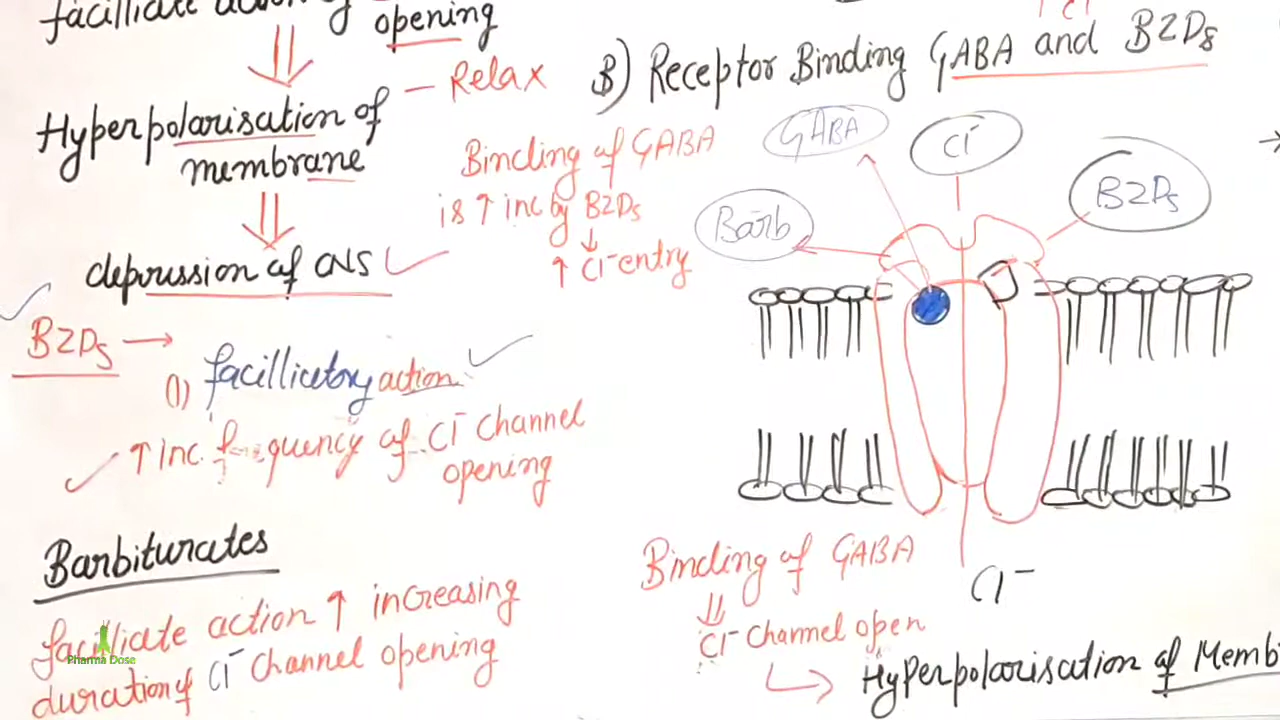 facilliate action of
opening
Hyperpolarisation of
membrane
— Relax
depression of CNS
BZDs →
(1) facillicatory action
↑ Inc. frequency of Cl⁻ Channel
opening
Barbiturates
facilliate action ↑ increasing
duration of Cl⁻ Channel opening
Pharma Dose
Cl
B) Receptor Binding GABA and BZDs
Binding of GABA
is ↑ inc by BZDs
↓
↑ Cl⁻ entry
GABA
Cl⁻
BZDs
Barb
Binding of GABA
Cl⁻ Channel open
Cl⁻
Hyperpolarisation of Memb